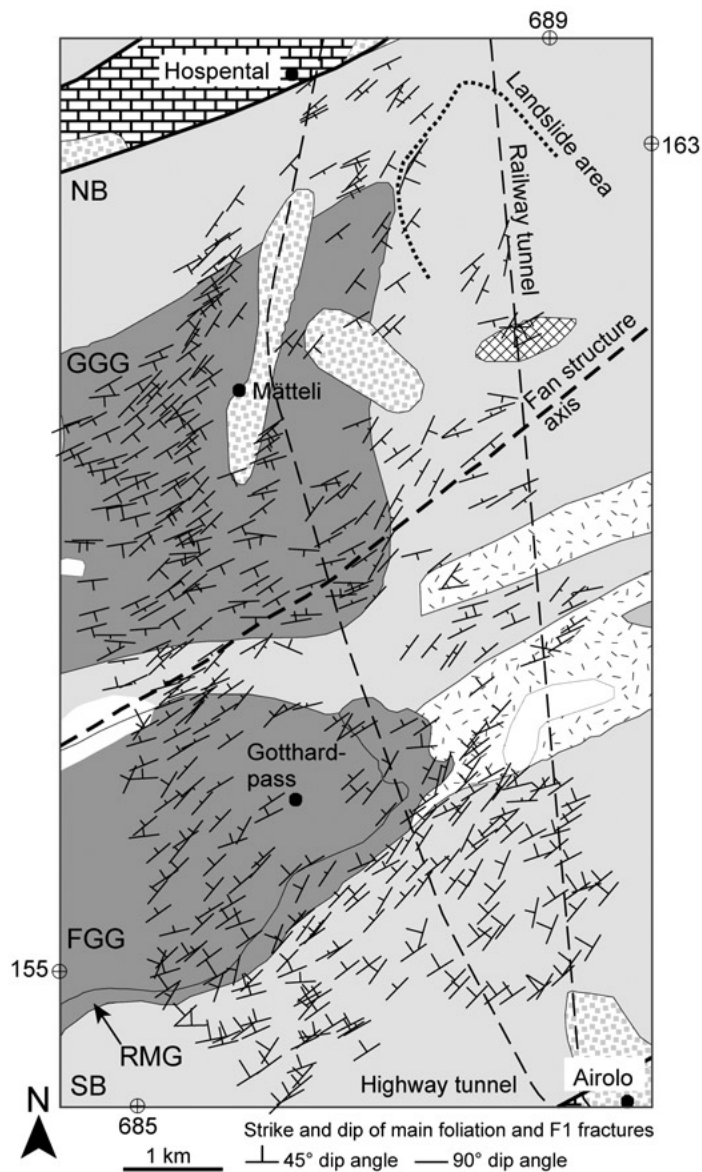 689
Hospental
Landslide area
163
NB
Railway tunnel
Fan structure
axis
GGG
Mätteli
Gotthard-
pass
FGG
155
RMG
SB
Highway tunnel
Airolo
N
685
Strike and dip of main foliation and F1 fractures
1 km
45° dip angle
90° dip angle